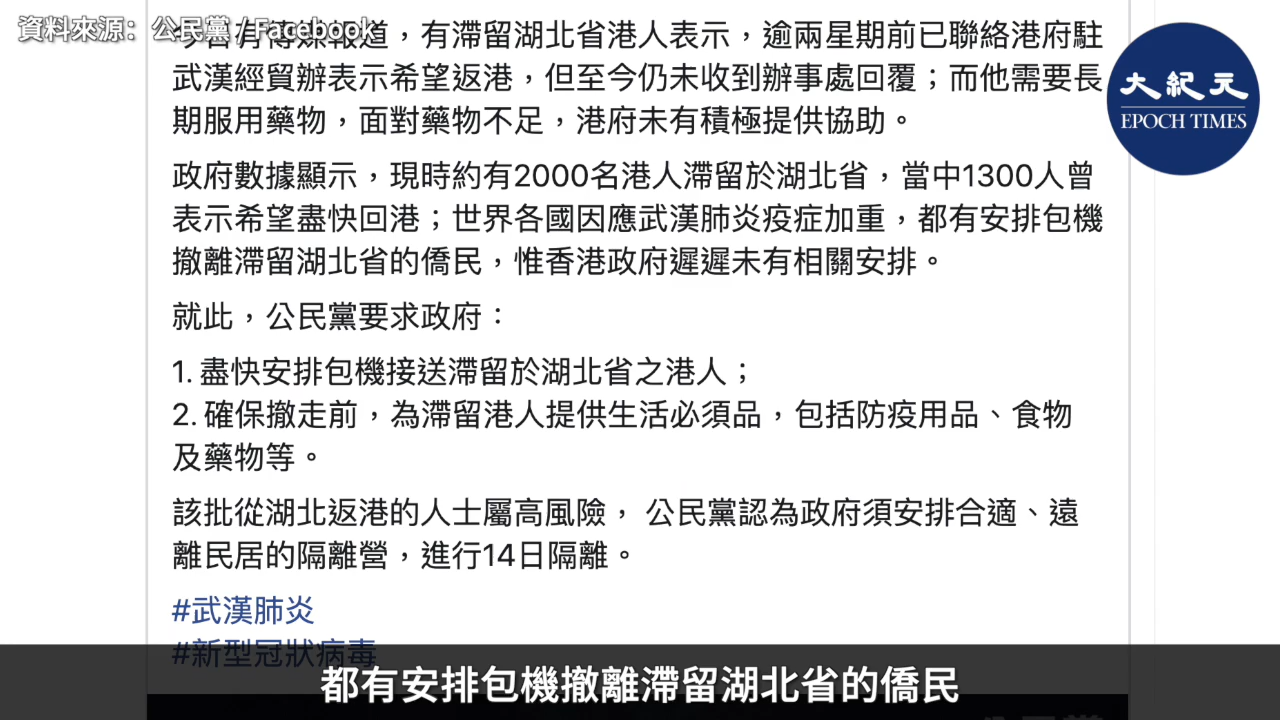 資料來源：公民黨 / Facebook
今日有傳媒報道，有滯留湖北省港人表示，逾兩星期前已聯絡港府駐
武漢經貿辦表示希望返港，但至今仍未收到辦事處回覆；而他需要長
期服用藥物，面對藥物不足，港府未有積極提供協助。
大紀元
EPOCH TIMES
政府數據顯示，現時約有2000名港人滯留於湖北省，當中1300人曾
表示希望盡快回港；世界各國因應武漢肺炎疫症加重，都有安排包機
撤離滯留湖北省的僑民，惟香港政府遲遲未有相關安排。
就此，公民黨要求政府：
1. 盡快安排包機接送滯留於湖北省之港人；
2. 確保撤走前，為滯留港人提供生活必須品，包括防疫用品、食物
及藥物等。
該批從湖北返港的人士屬高風險， 公民黨認為政府須安排合適、遠
離民居的隔離營，進行14日隔離。
#武漢肺炎
#新型冠狀病毒
都有安排包機撤離滯留湖北省的僑民